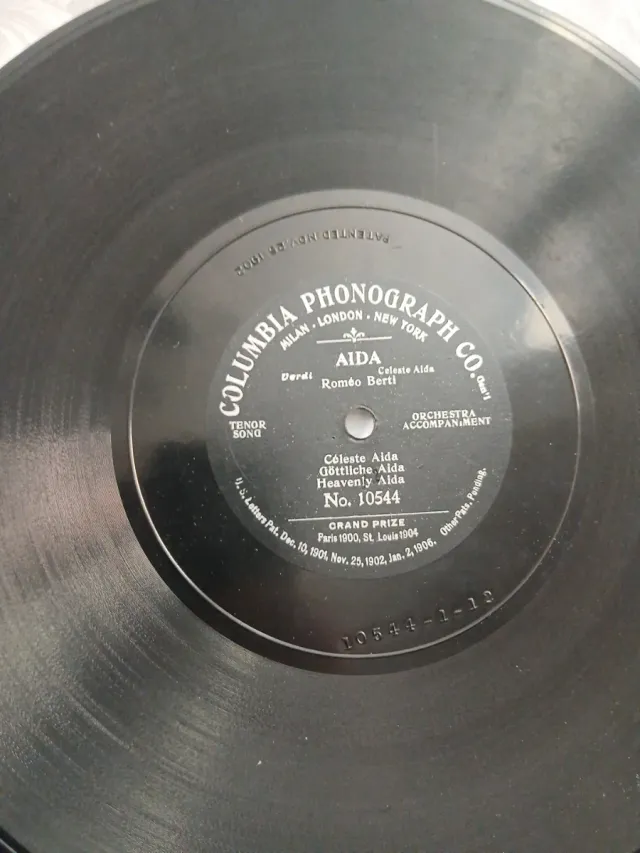 PATENTED NOV. 25 1902
COLUMBIA PHONOGRAPH CO. Gen'l
MILAN . LONDON . NEW YORK
AIDA
Verdi Celeste Aida
Roméo Berti
TENOR SONG
ORCHESTRA ACCOMPANIMENT
Céleste Aida
Göttliche Aida
Heavenly Aida
No. 10544
GRAND PRIZE
Paris 1900, St. Louis 1904
U. S. Letters Pat. Dec. 10, 1901, Nov. 25, 1902, Jan. 2, 1906. Other Pats. Pending.
10544-1-12